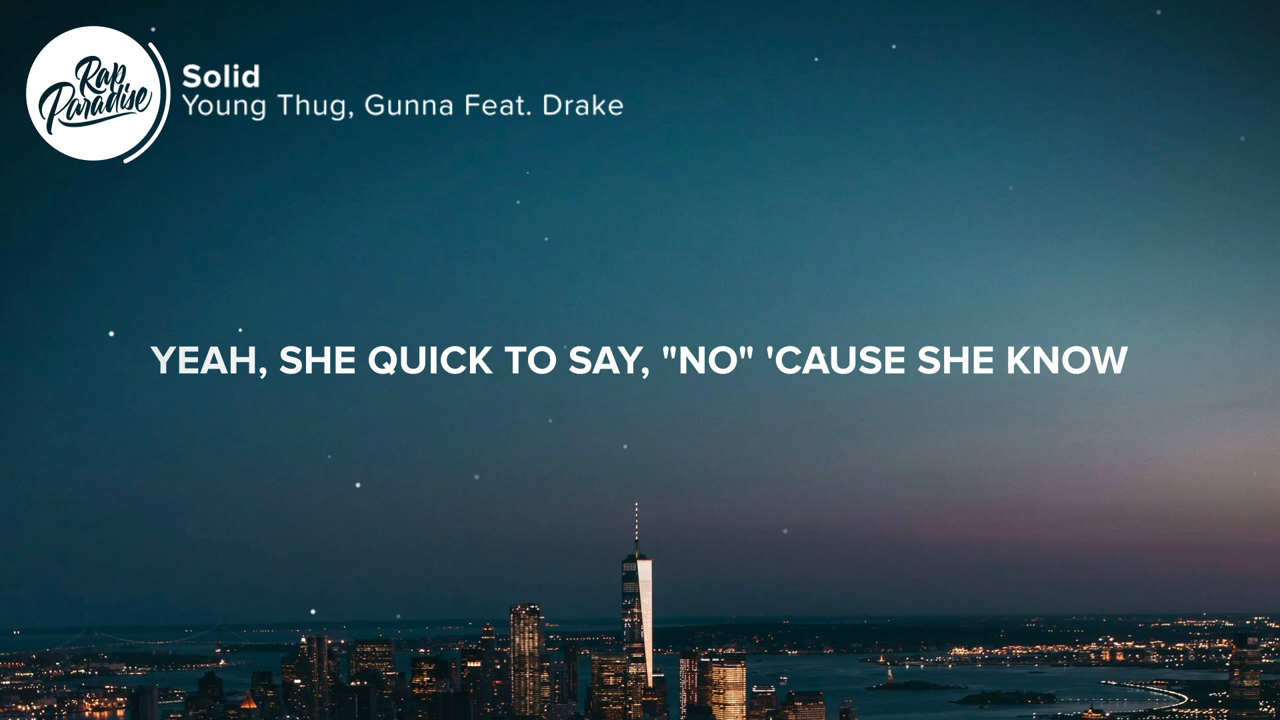 Rap
Paradise
Solid
Young Thug, Gunna Feat. Drake
YEAH, SHE QUICK TO SAY, "NO" 'CAUSE SHE KNOW